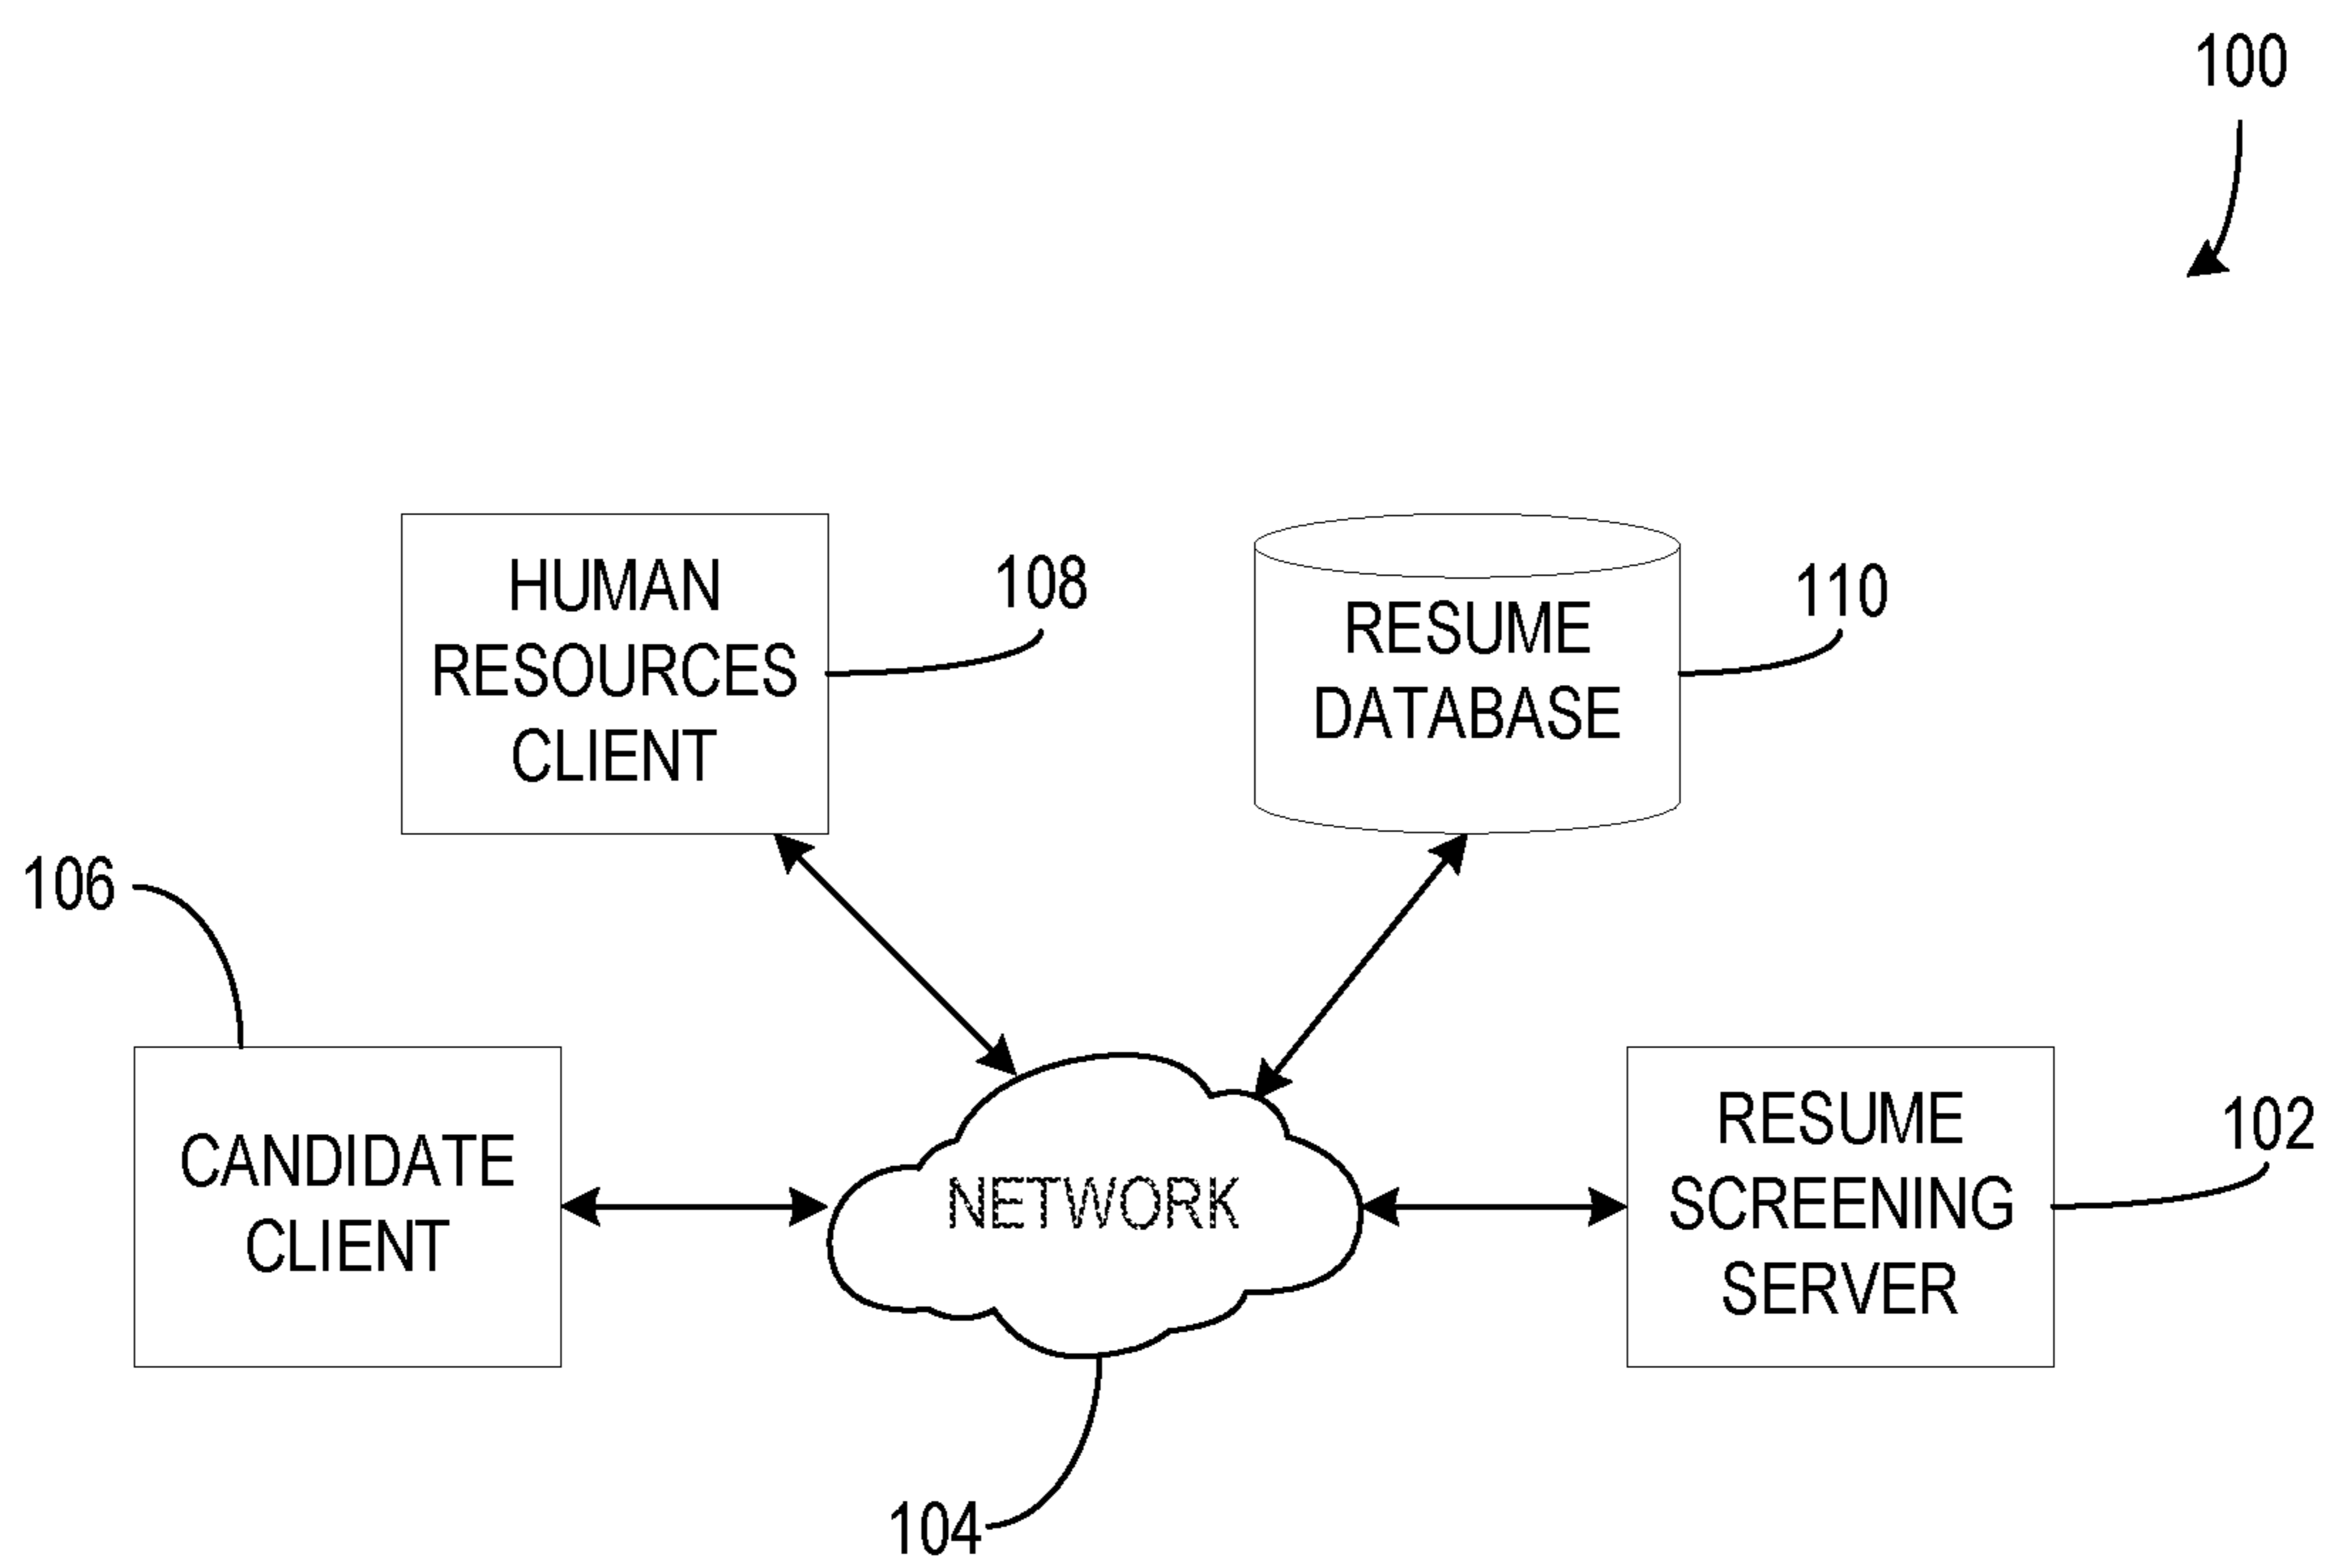 100
HUMAN
RESOURCES
CLIENT
108
RESUME
DATABASE
110
106
CANDIDATE
CLIENT
NETWORK
RESUME
SCREENING
SERVER
102
104